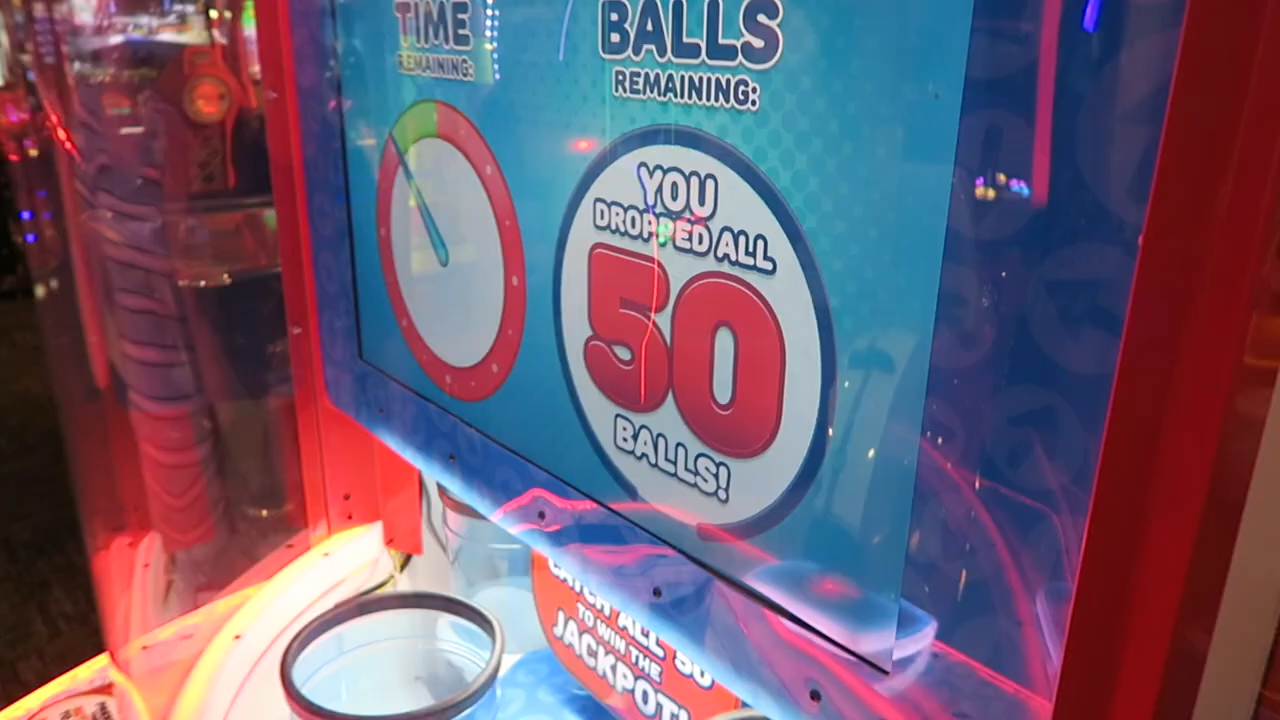 TIME
REMAINING:
BALLS
REMAINING:
YOU
DROPPED ALL
50
BALLS!
CATCH ALL 50
TO WIN THE
JACKPOT!